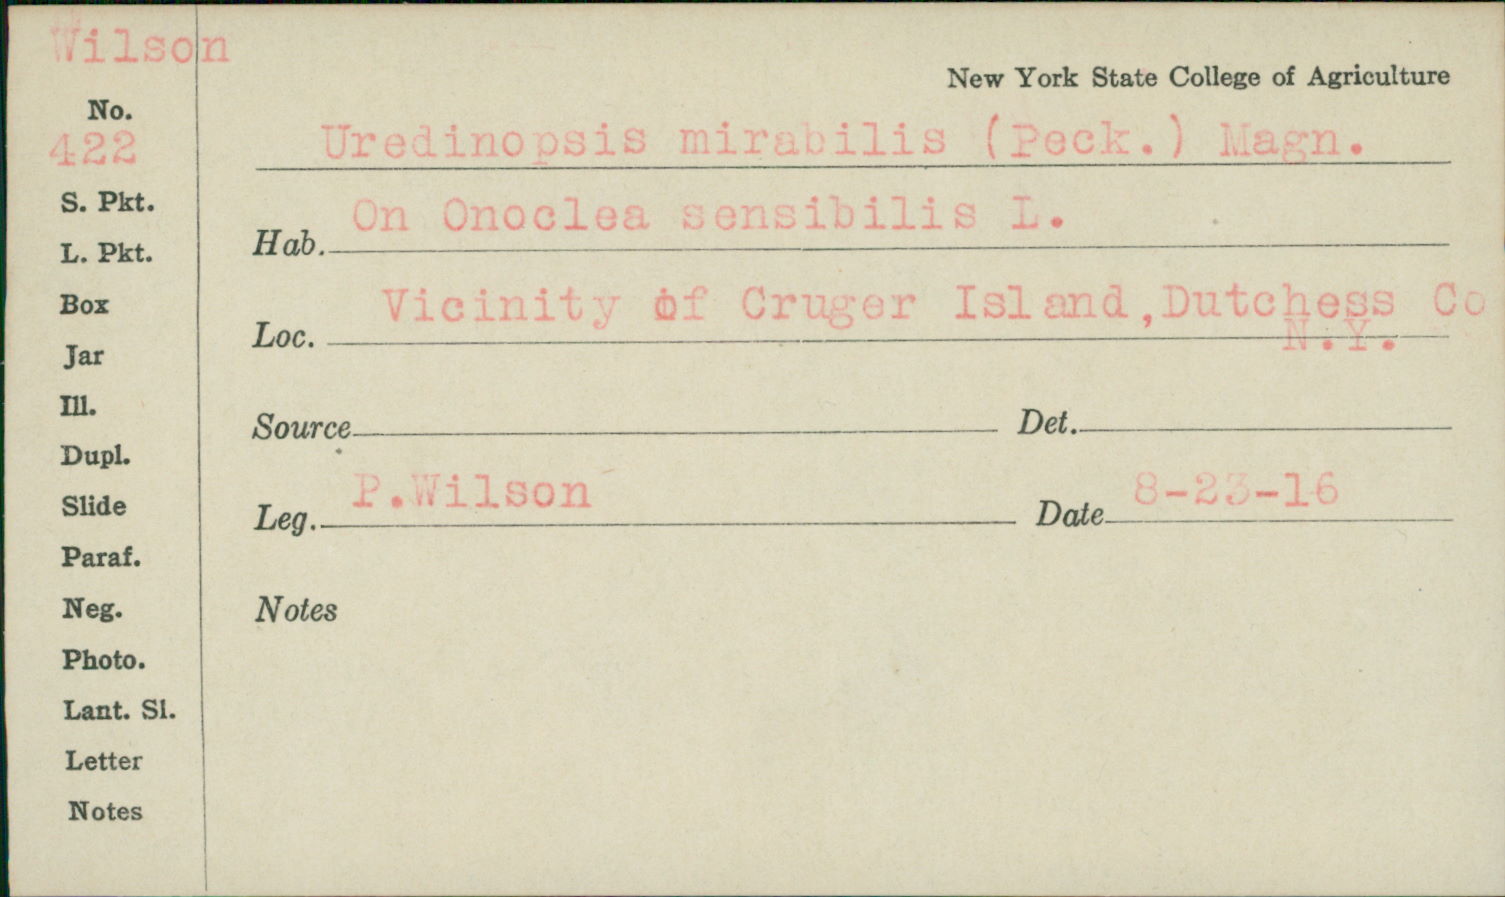 Wilson
New York State College of Agriculture
No.
422
Uredinopsis mirabilis (Peck.) Magn.
S. Pkt.
On Onoclea sensibilis L.
Hab.
L. Pkt.
Box
Vicinity of Cruger Island,Dutchess Co
N.Y.
Loc.
Jar
Ill.
Source
Det.
Dupl.
Slide
Leg. P.Wilson
Date 8-23-16
Paraf.
Neg.
Notes
Photo.
Lant. Sl.
Letter
Notes